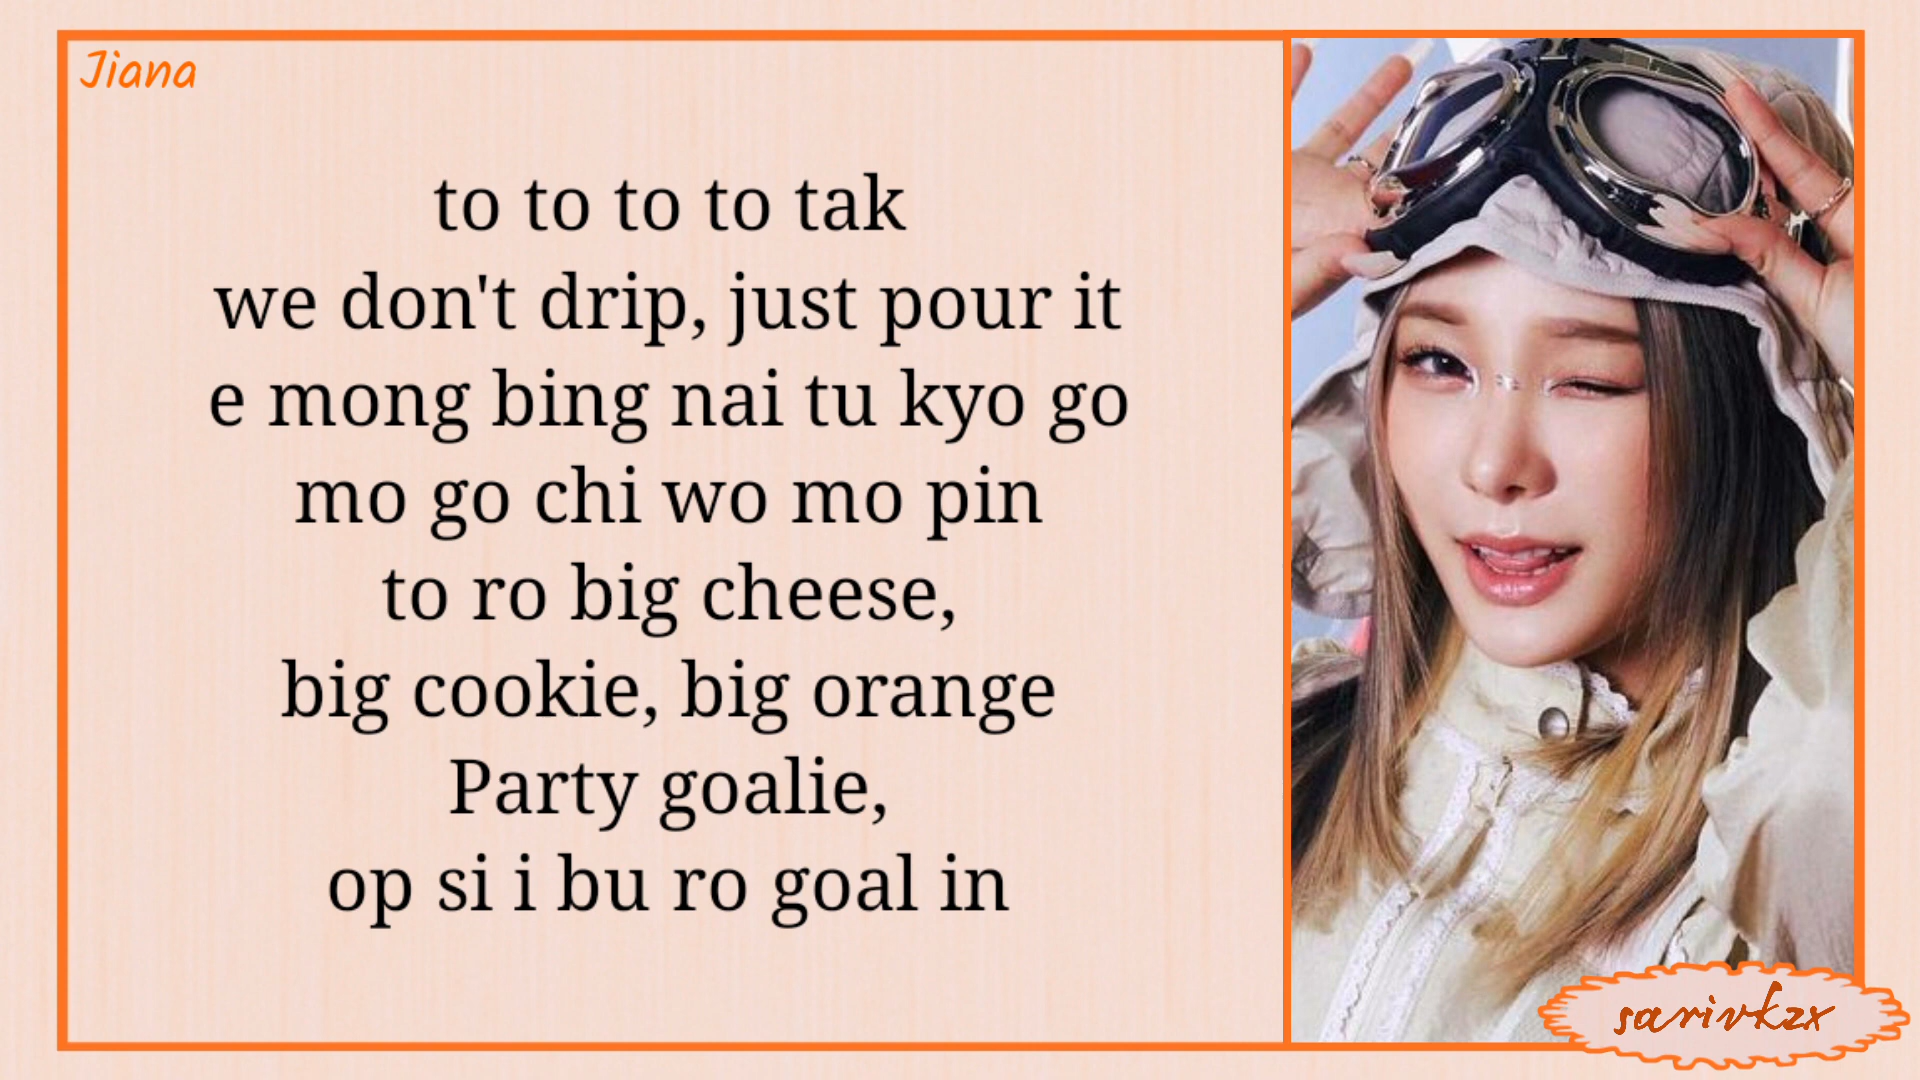 Jiana
to to to to tak
we don't drip, just pour it
e mong bing nai tu kyo go
mo go chi wo mo pin
to ro big cheese,
big cookie, big orange
Party goalie,
op si i bu ro goal in
sarivkzx